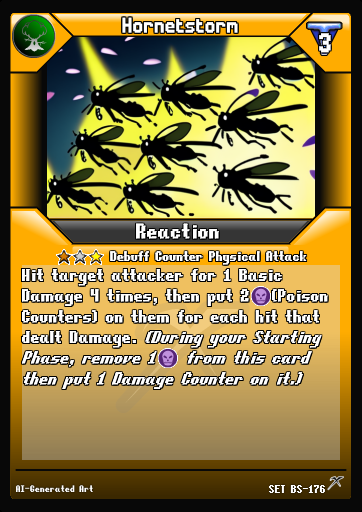 Hornetstorm
3
Reaction
Debuff Counter Physical Attack
Hit target attacker for 1 Basic
Damage 4 times, then put 2 (Poison
Counters) on them for each hit that
dealt Damage. (During your Starting
Phase, remove 1 from this card
then put 1 Damage Counter on it.)
AI-Generated Art
SET BS-176